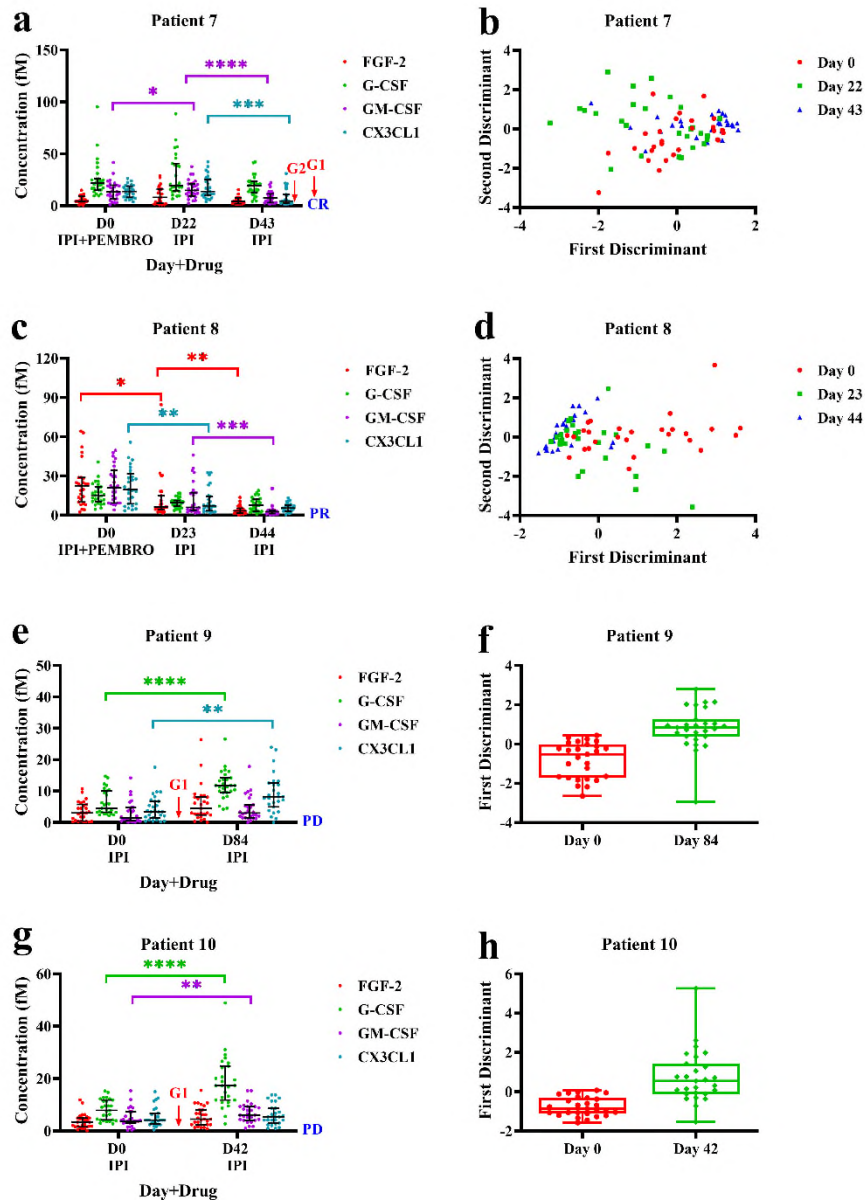 a
Patient 7
Concentration (fM)
150
100
50
0
*
****
***
FGF-2
G-CSF
GM-CSF
CX3CL1
G2
G1
CR
D0
D22
D43
IPI+PEMBRO
IPI
IPI
Day+Drug
b
Patient 7
Second Discriminant
4
2
0
-2
-4
-4
-2
0
2
First Discriminant
Day 0
Day 22
Day 43
c
Patient 8
Concentration (fM)
120
90
60
30
0
*
**
**
***
FGF-2
G-CSF
GM-CSF
CX3CL1
PR
D0
D23
D44
IPI+PEMBRO
IPI
IPI
d
Patient 8
Second Discriminant
4
2
0
-2
-4
-2
0
2
4
First Discriminant
Day 0
Day 23
Day 44
e
Patient 9
Concentration (fM)
50
40
30
20
10
0
****
**
G1
FGF-2
G-CSF
GM-CSF
CX3CL1
PD
D0
D84
IPI
IPI
Day+Drug
f
Patient 9
First Discriminant
4
2
0
-2
-4
Day 0
Day 84
g
Patient 10
Concentration (fM)
60
40
20
0
****
**
G1
FGF-2
G-CSF
GM-CSF
CX3CL1
PD
D0
D42
IPI
IPI
Day+Drug
h
Patient 10
First Discriminant
6
4
2
0
-2
Day 0
Day 42